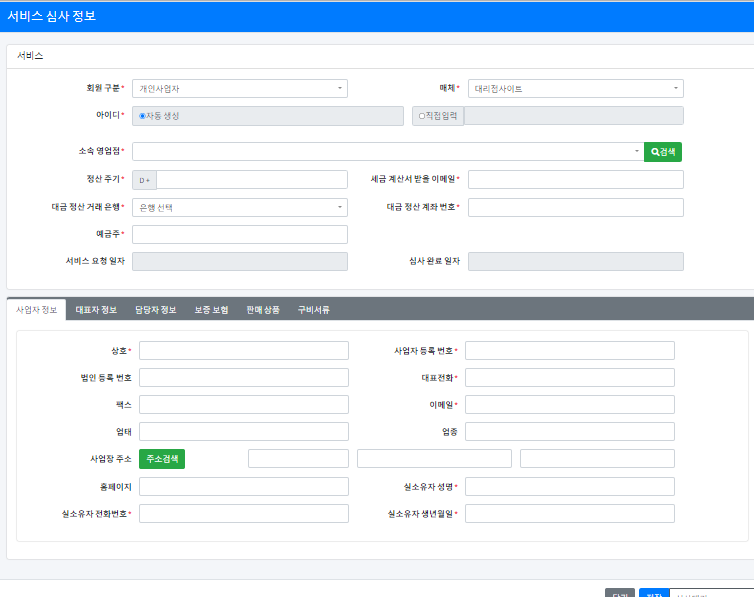 서비스 심사 정보
서비스
회원 구분* 개인사업자 매체* 대리점사이트
아이디* 자동 생성 직접입력
소속 영업점* 검색
정산 주기* D + 세금 계산서 받을 이메일*
대금 정산 거래 은행* 은행 선택 대금 정산 계좌 번호*
예금주*
서비스 요청 일자 심사 완료 일자
사업자 정보 대표자 정보 담당자 정보 보증 보험 판매 상품 구비서류
상호* 사업자 등록 번호*
법인 등록 번호 대표전화*
팩스 이메일*
업태 업종
사업장 주소 주소검색
홈페이지 실소유자 성명*
실소유자 전화번호* 실소유자 생년월일*